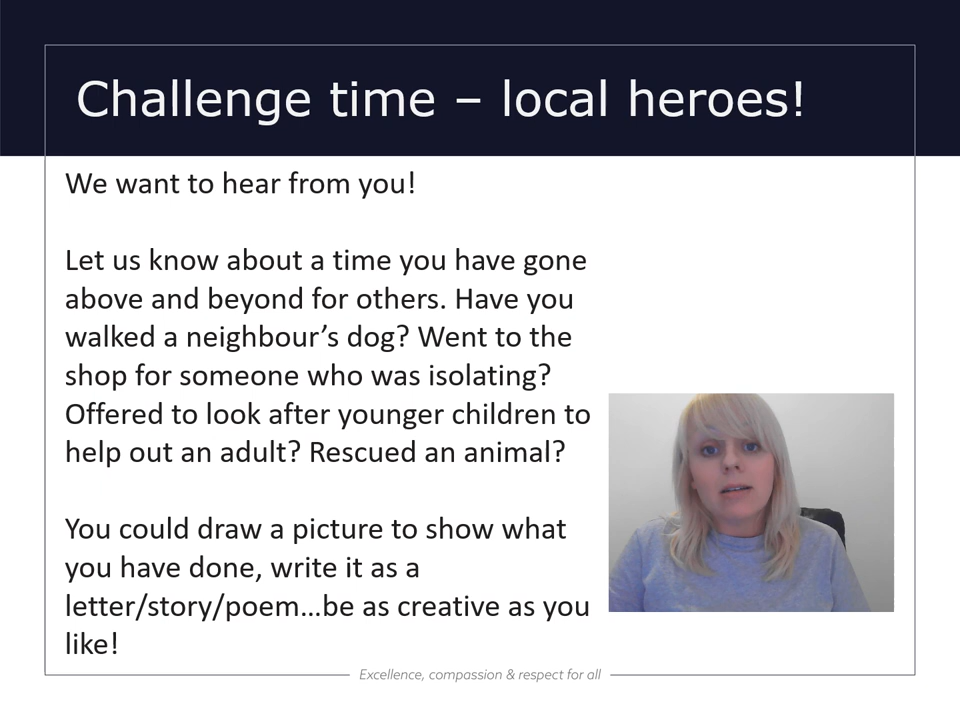 Challenge time – local heroes!
We want to hear from you!
Let us know about a time you have gone
above and beyond for others. Have you
walked a neighbour’s dog? Went to the
shop for someone who was isolating?
Offered to look after younger children to
help out an adult? Rescued an animal?
You could draw a picture to show what
you have done, write it as a
letter/story/poem…be as creative as you
like!
Excellence, compassion & respect for all